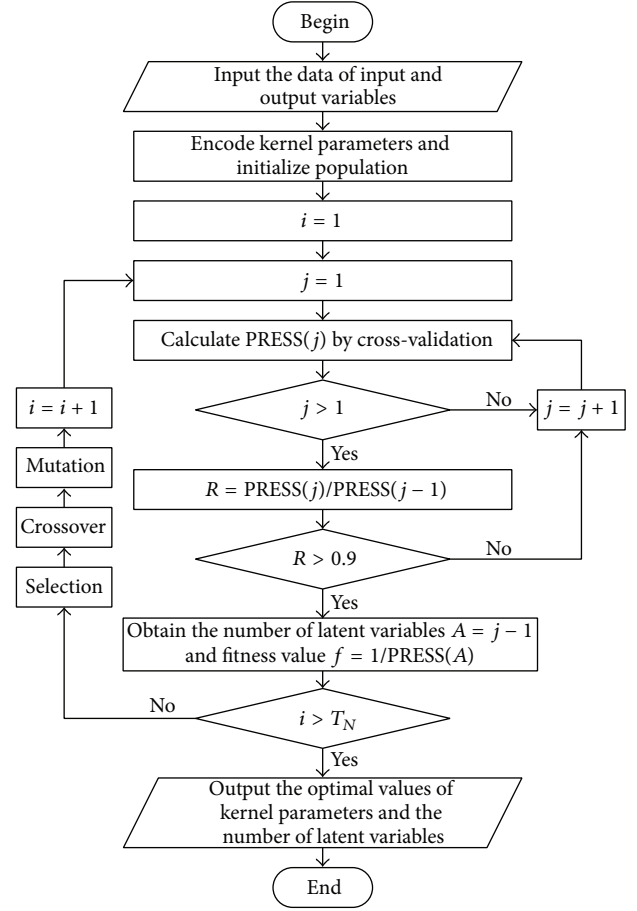 Begin
Input the data of input and
output variables
Encode kernel parameters and
initialize population
i = 1
j = 1
Calculate PRESS(j) by cross-validation
j > 1
No
j = j + 1
Yes
R = PRESS(j)/PRESS(j − 1)
R > 0.9
No
Yes
Obtain the number of latent variables A = j − 1
and fitness value f = 1/PRESS(A)
i > T_N
No
Selection
Crossover
Mutation
i = i + 1
Yes
Output the optimal values of
kernel parameters and the
number of latent variables
End